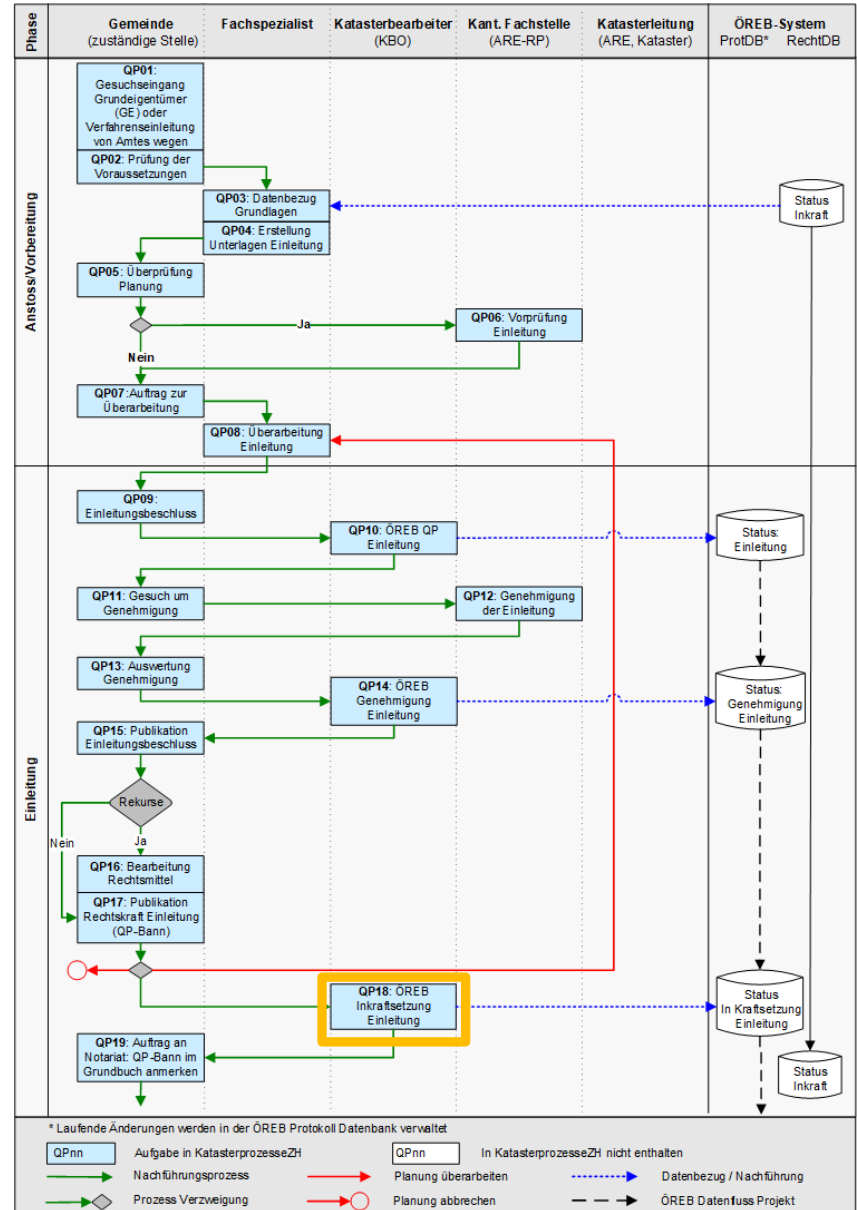 Phase
Gemeinde
(zuständige Stelle)
Fachspezialist
Katasterbearbeiter
(KBO)
Kant. Fachstelle
(ARE-RP)
Katasterleitung
(ARE, Kataster)
ÖREB-System
ProtDB* RechtDB
Anstoss/Vorbereitung
QP01:
Gesuchseingang
Grundeigentümer
(GE) oder
Verfahrenseinleitung
von Amtes wegen
QP02: Prüfung der
Voraussetzungen
QP03: Datenbezug
Grundlagen
Status
Inkraft
QP04: Erstellung
Unterlagen Einleitung
QP05: Überprüfung
Planung
Ja
QP06: Vorprüfung
Einleitung
Nein
QP07:Auftrag zur
Überarbeitung
QP08: Überarbeitung
Einleitung
Einleitung
QP09:
Einleitungsbeschluss
QP10: ÖREB QP
Einleitung
Status:
Einleitung
QP11: Gesuch um
Genehmigung
QP12: Genehmigung
der Einleitung
QP13: Auswertung
Genehmigung
QP14: ÖREB
Genehmigung
Einleitung
Status:
Genehmigung
Einleitung
QP15: Publikation
Einleitungsbeschluss
Rekurse
Nein
Ja
QP16: Bearbeitung
Rechtsmittel
QP17: Publikation
Rechtskraft Einleitung
(QP-Bann)
QP18: ÖREB
Inkraftsetzung
Einleitung
Status
In Kraftsetzung
Einleitung
QP19: Auftrag an
Notariat: QP-Bann im
Grundbuch anmerken
Status
Inkraft
* Laufende Änderungen werden in der ÖREB Protokoll Datenbank verwaltet
QPnn Aufgabe in KatasterprozesseZH
QPnn In KatasterprozesseZH nicht enthalten
Nachführungsprozess
Planung überarbeiten
Datenbezug / Nachführung
Prozess Verzweigung
Planung abbrechen
ÖREB Datenfluss Projekt